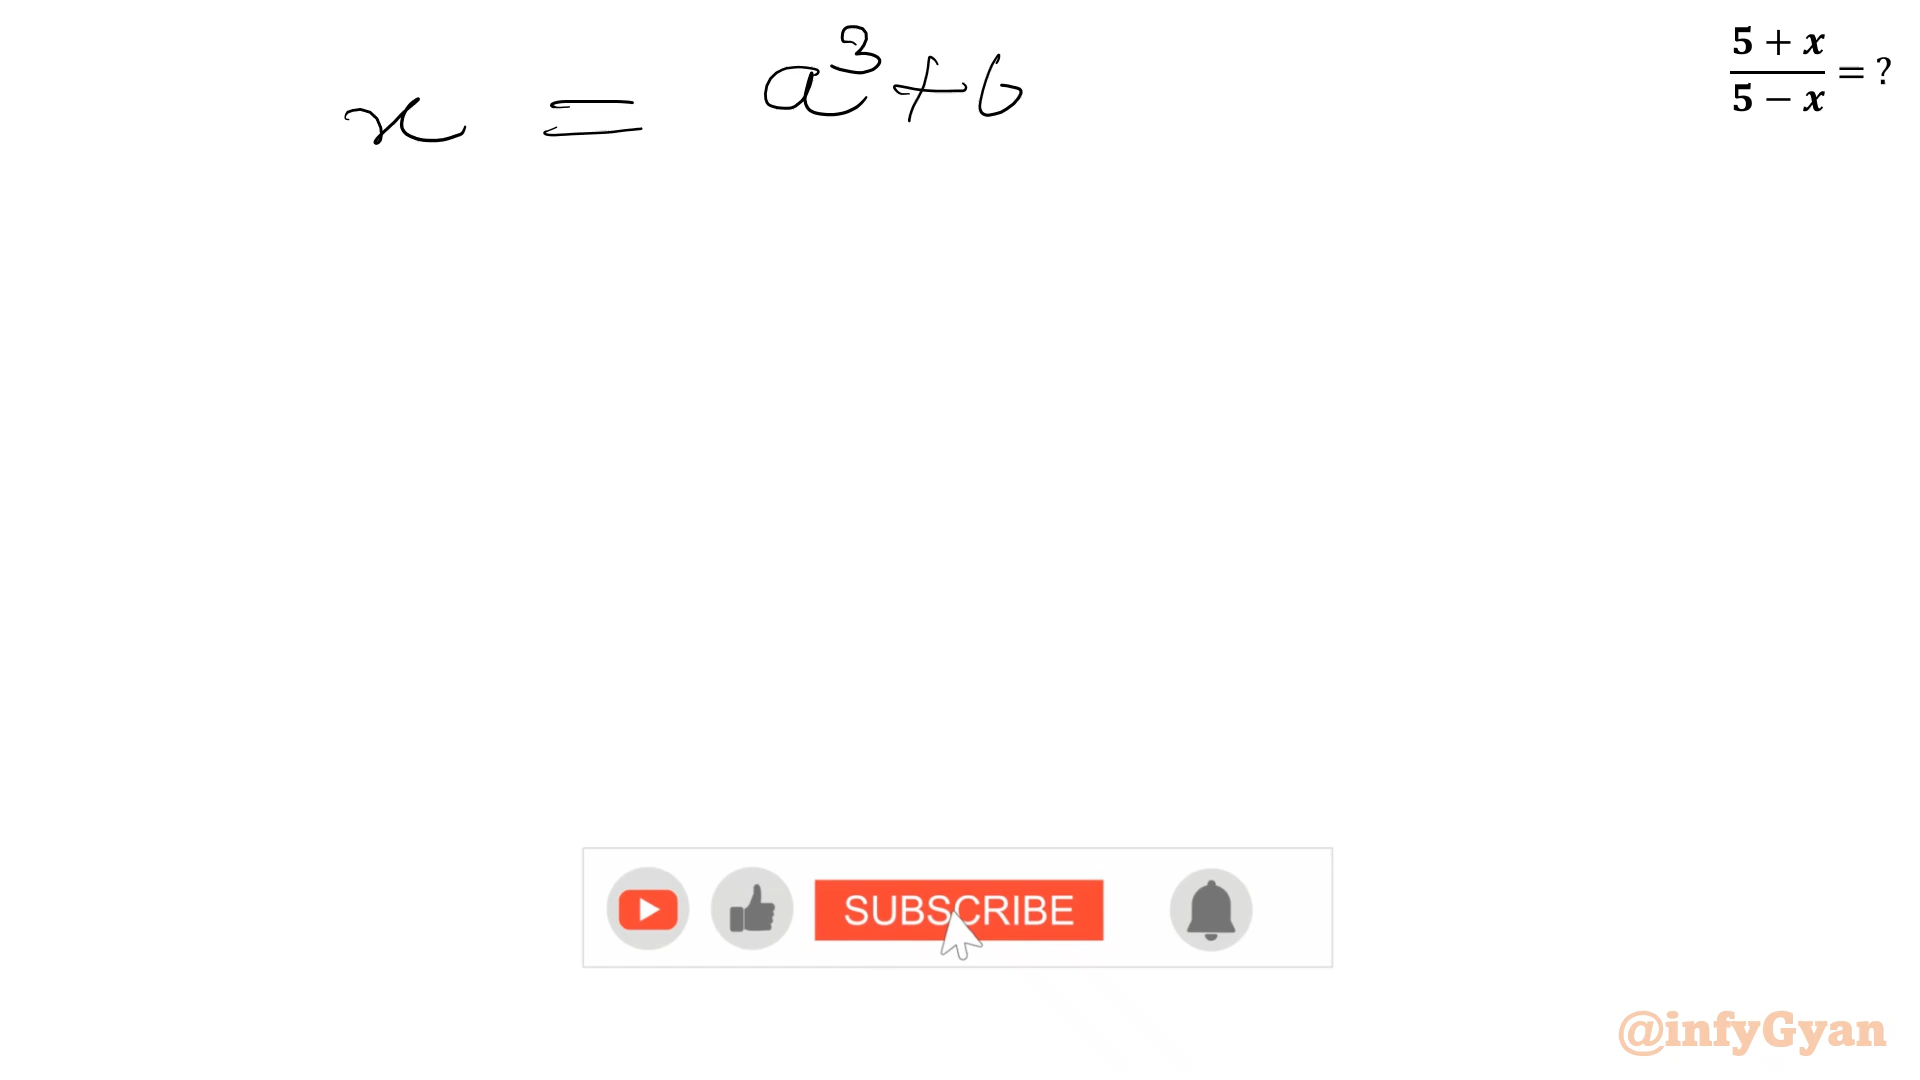 x = a³+b
5 + x
5 − x
= ?
SUBSCRIBE
@infyGyan